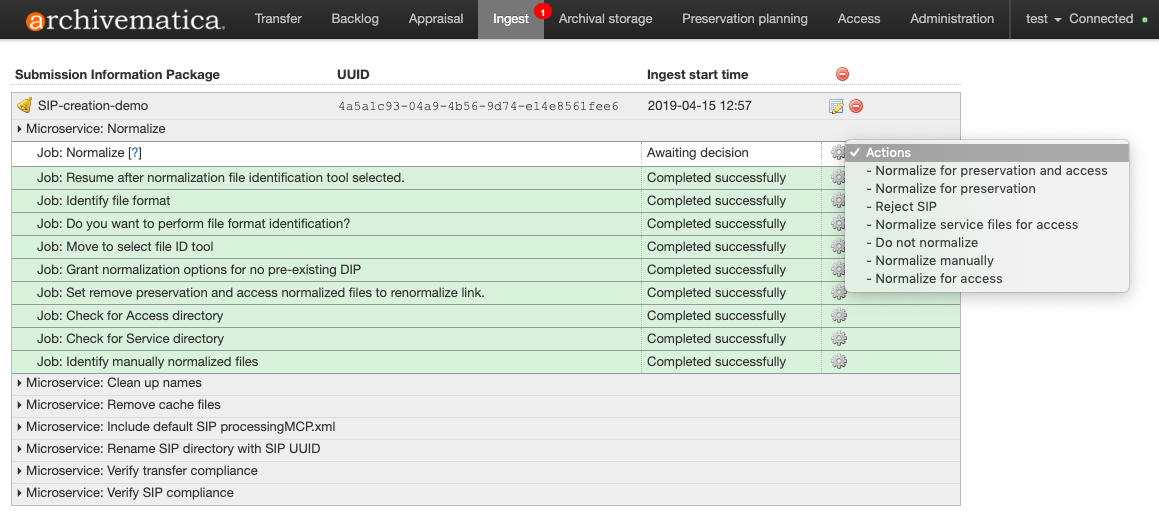 archivematica Transfer Backlog Appraisal Ingest 1 Archival storage Preservation planning Access Administration test Connected
Submission Information Package UUID Ingest start time
SIP-creation-demo 4a5a1c93-04a9-4b56-9d74-e14e8561fee6 2019-04-15 12:57
Microservice: Normalize
Job: Normalize [?] Awaiting decision
✓ Actions
- Normalize for preservation and access
- Normalize for preservation
- Reject SIP
- Normalize service files for access
- Do not normalize
- Normalize manually
- Normalize for access
Job: Resume after normalization file identification tool selected. Completed successfully
Job: Identify file format Completed successfully
Job: Do you want to perform file format identification? Completed successfully
Job: Move to select file ID tool Completed successfully
Job: Grant normalization options for no pre-existing DIP Completed successfully
Job: Set remove preservation and access normalized files to renormalize link. Completed successfully
Job: Check for Access directory Completed successfully
Job: Check for Service directory Completed successfully
Job: Identify manually normalized files Completed successfully
Microservice: Clean up names
Microservice: Remove cache files
Microservice: Include default SIP processingMCP.xml
Microservice: Rename SIP directory with SIP UUID
Microservice: Verify transfer compliance
Microservice: Verify SIP compliance